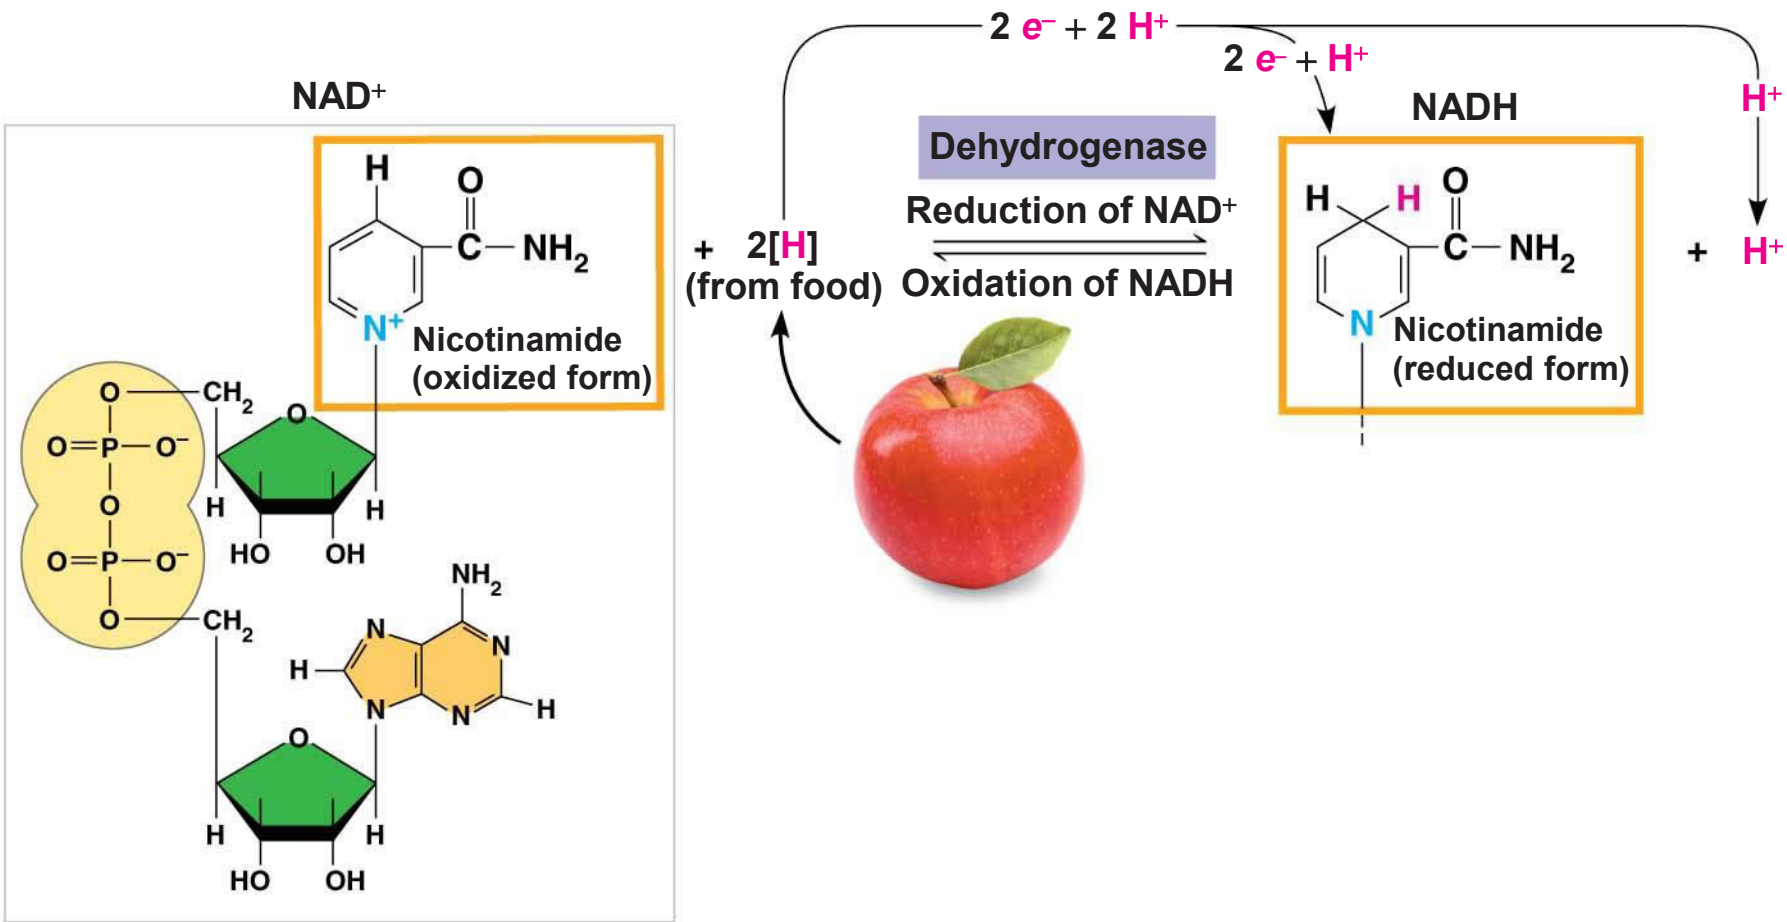 2 e– + 2 H+
2 e– + H+
NAD+
NADH
H+
Dehydrogenase
Reduction of NAD+
Oxidation of NADH
H
O
C
NH2
N+
Nicotinamide
(oxidized form)
+ 2[H]
(from food)
H
H
O
C
NH2
N
Nicotinamide
(reduced form)
+ H+
O
CH2
O
O=P–O–
O
H
H
HO
OH
O=P–O–
O
CH2
NH2
N
N
H
N
N
H
O
H
H
HO
OH